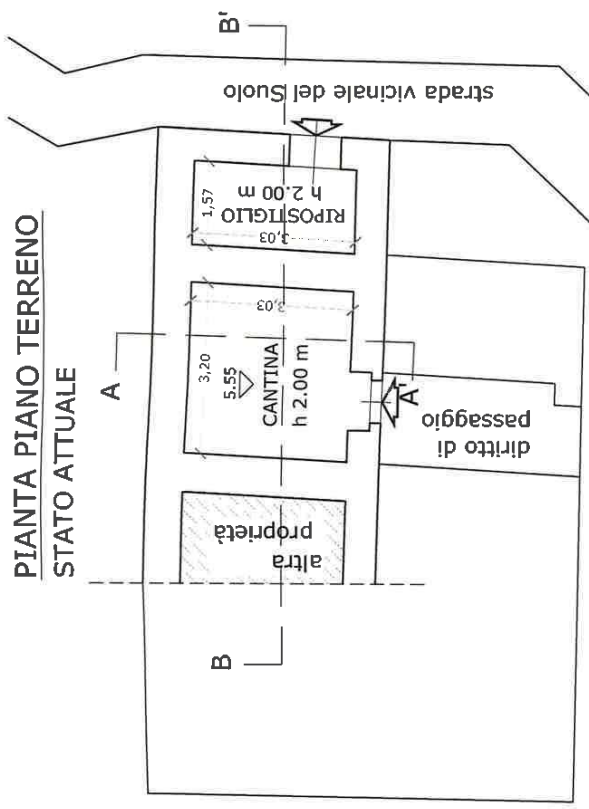 PIANTA PIANO TERRENO
STATO ATTUALE
A
B'
strada vicinale del Suolo
1,57
3,03
RIPOSTIGLIO
h 2.00 m
3,03
3,20
5.55
CANTINA
h 2.00 m
A'
diritto di
passaggio
altra
proprietà
B